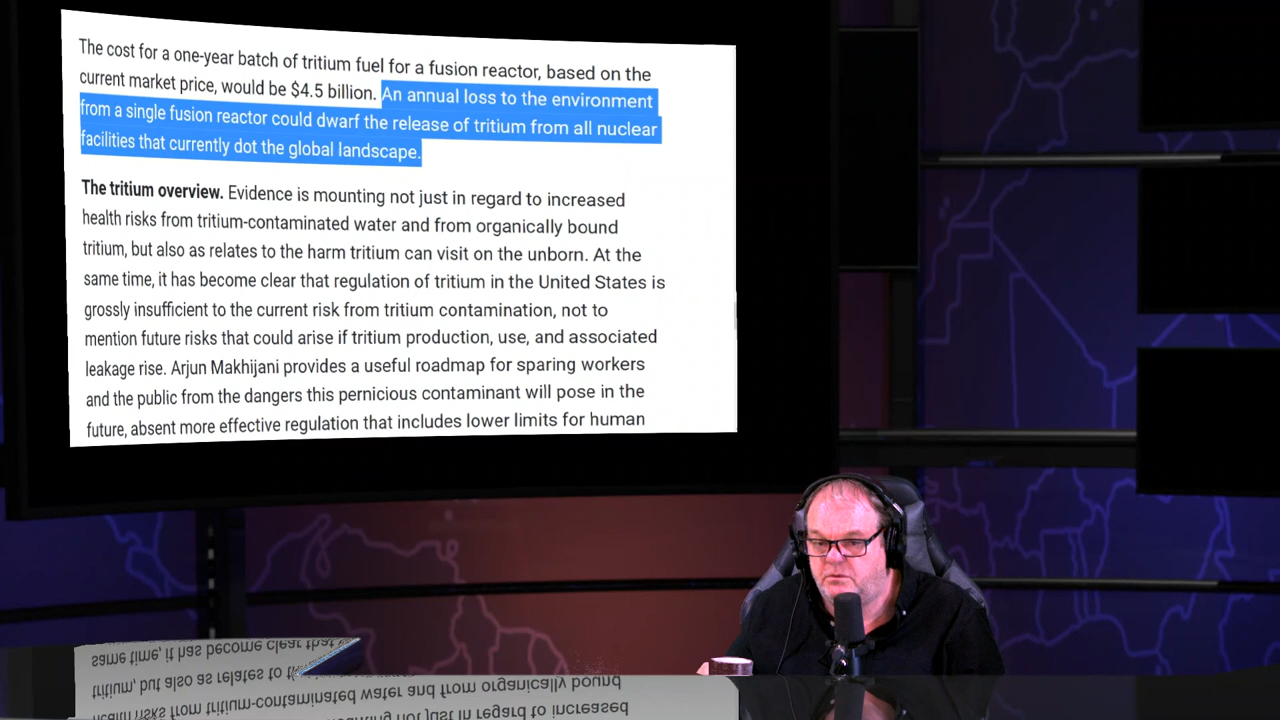 The cost for a one-year batch of tritium fuel for a fusion reactor, based on the
current market price, would be $4.5 billion. An annual loss to the environment
from a single fusion reactor could dwarf the release of tritium from all nuclear
facilities that currently dot the global landscape.
The tritium overview. Evidence is mounting not just in regard to increased
health risks from tritium-contaminated water and from organically bound
tritium, but also as relates to the harm tritium can visit on the unborn. At the
same time, it has become clear that regulation of tritium in the United States is
grossly insufficient to the current risk from tritium contamination, not to
mention future risks that could arise if tritium production, use, and associated
leakage rise. Arjun Makhijani provides a useful roadmap for sparing workers
and the public from the dangers this pernicious contaminant will pose in the
future, absent more effective regulation that includes lower limits for human